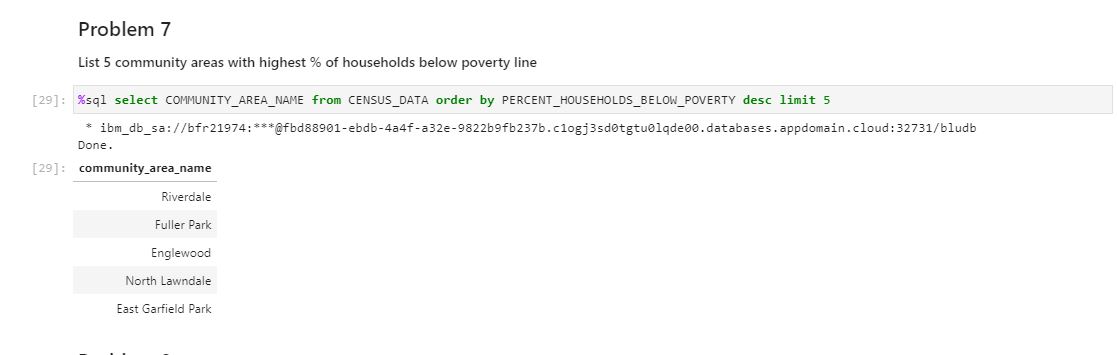 Problem 7
List 5 community areas with highest % of households below poverty line
[29]: %sql select COMMUNITY_AREA_NAME from CENSUS_DATA order by PERCENT_HOUSEHOLDS_BELOW_POVERTY desc limit 5
* ibm_db_sa://bfr21974:***@fbd88901-ebdb-4a4f-a32e-9822b9fb237b.c1ogj3sd0tgtu0lqde00.databases.appdomain.cloud:32731/bludb
Done.
[29]: community_area_name
Riverdale
Fuller Park
Englewood
North Lawndale
East Garfield Park